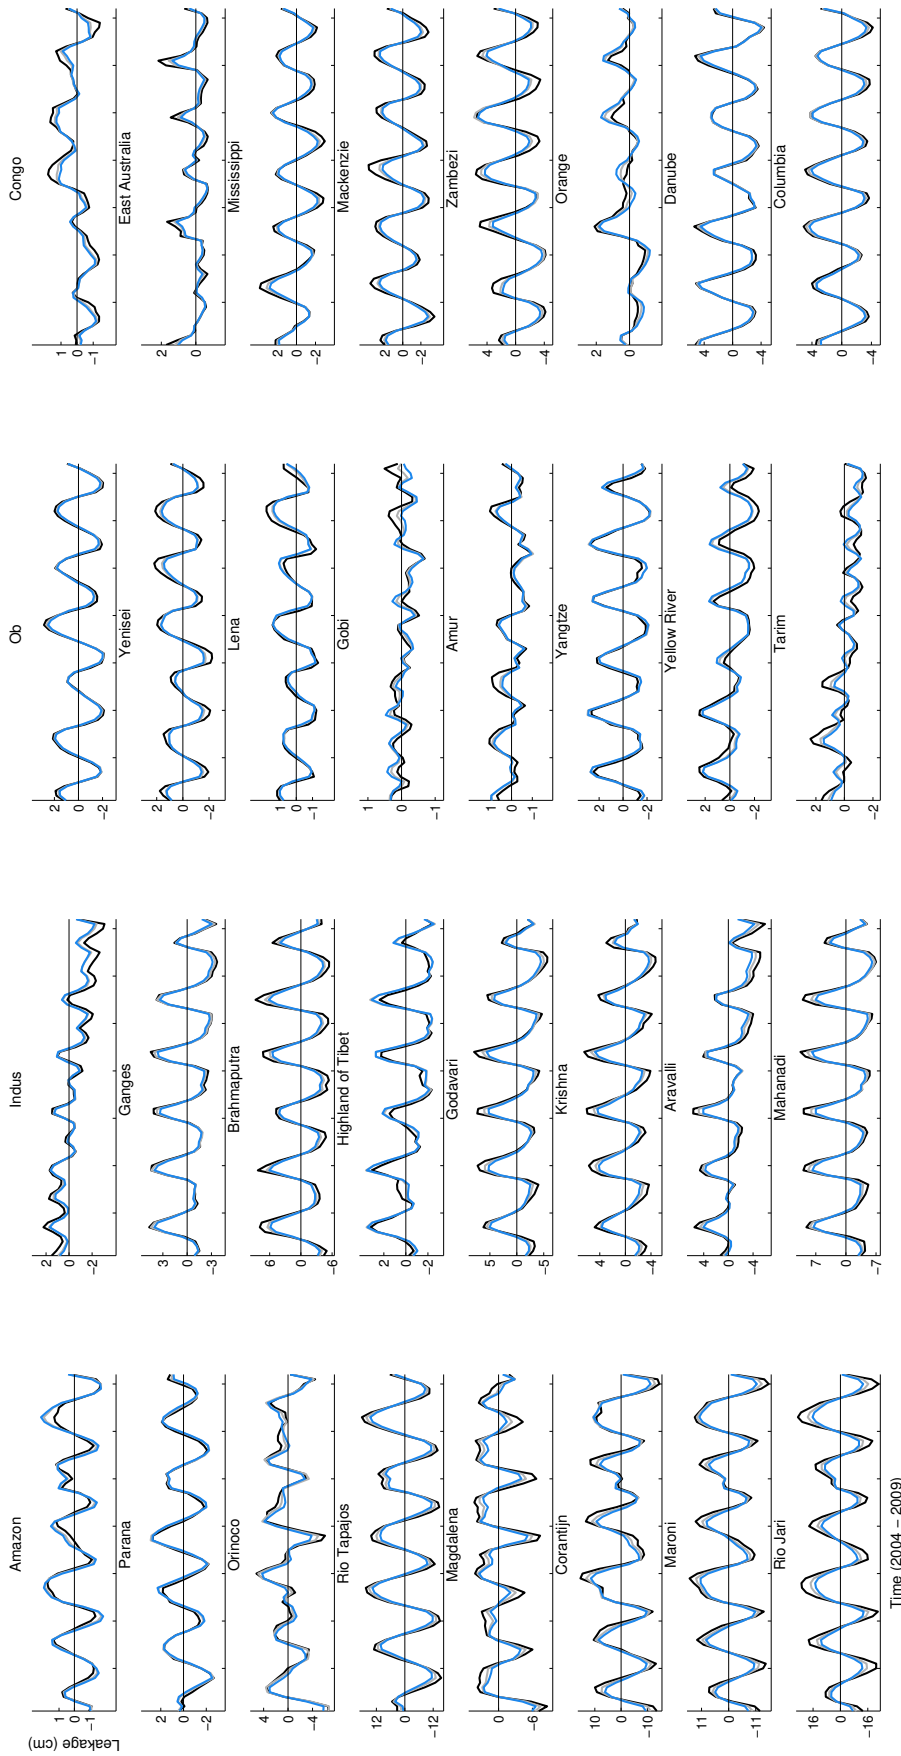 Amazon Indus Ob Congo
Leakage (cm)
1 2 2 1
0 0 0 0
−1 −2 −2 −1
Parana Ganges Yenisei East Australia
2 3 2 2
0 0 0 0
−2 −3 −2
Orinoco Brahmaputra Lena Mississippi
4 6 1 2
0 0 0 0
−4 −6 −1 −2
Rio Tapajos Highland of Tibet Gobi Mackenzie
12 2 1 2
0 0 0 0
−12 −2 −1 −2
Magdalena Godavari Amur Zambezi
5 1 4
0 0 0 0
−6 −5 −1 −4
Corantijn Krishna Yangtze Orange
10 4 2 2
0 0 0 0
−10 −4 −2
Maroni Aravalli Yellow River Danube
11 4 2 4
0 0 0 0
−11 −4 −2 −4
Rio Jari Mahanadi Tarim Columbia
16 7 2 4
0 0 0 0
−16 −7 −2 −4
Time (2004 − 2009)